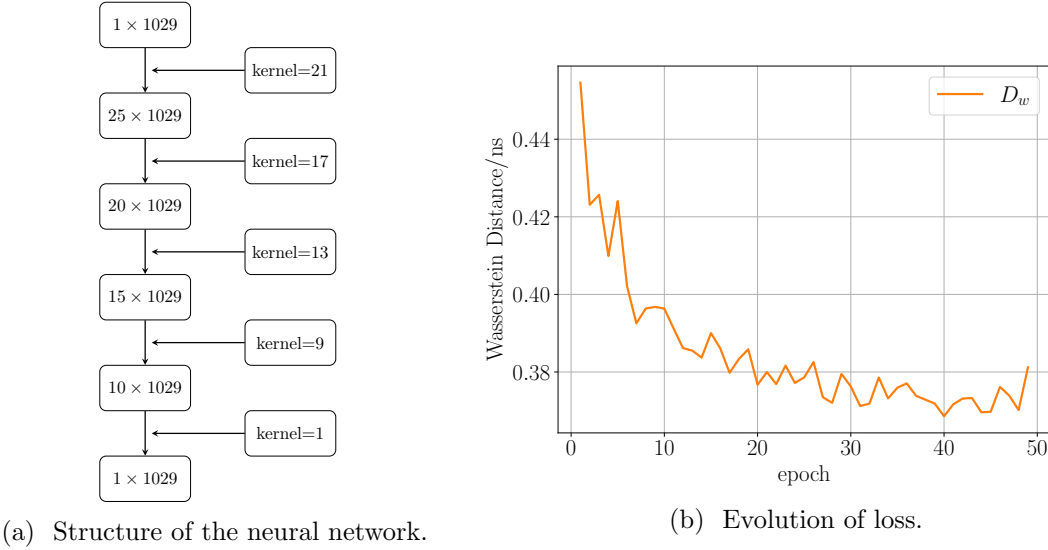 1 × 1029
kernel=21
25 × 1029
kernel=17
20 × 1029
kernel=13
15 × 1029
kernel=9
10 × 1029
kernel=1
1 × 1029
(a) Structure of the neural network.
D_w
Wasserstein Distance/ns
0.44
0.42
0.40
0.38
0 10 20 30 40 50
epoch
(b) Evolution of loss.